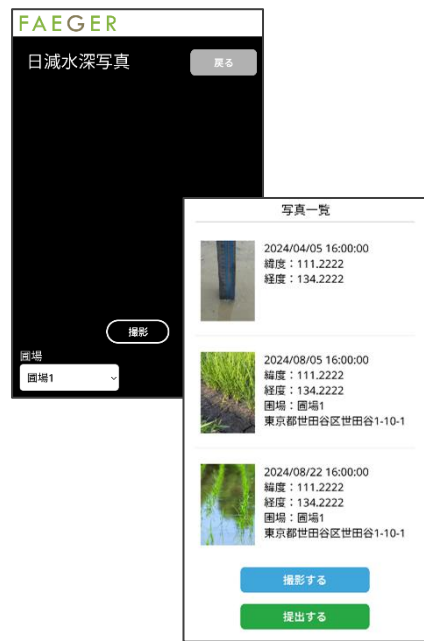 FAEGER
日減水深写真
戻る
撮影
圃場
圃場1
写真一覧
2024/04/05 16:00:00
緯度：111.2222
経度：134.2222
2024/08/05 16:00:00
緯度：111.2222
経度：134.2222
圃場：圃場1
東京都世田谷区世田谷1-10-1
2024/08/22 16:00:00
緯度：111.2222
経度：134.2222
圃場：圃場1
東京都世田谷区世田谷1-10-1
撮影する
提出する